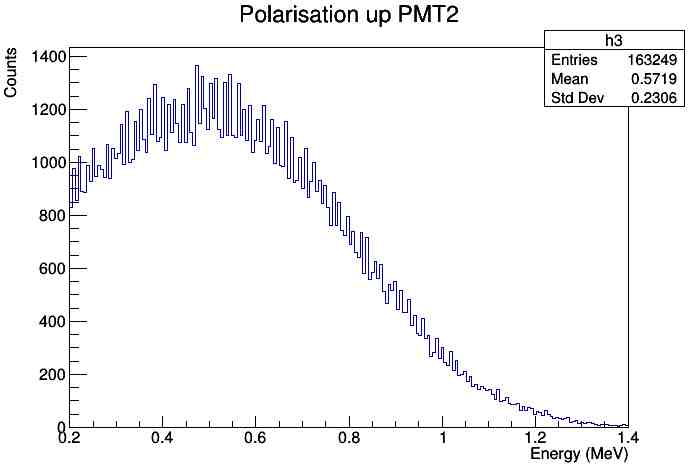 Polarisation up PMT2
h3
Entries 163249
Mean 0.5719
Std Dev 0.2306
Counts
1400
1200
1000
800
600
400
200
0
0.2 0.4 0.6 0.8 1 1.2 1.4
Energy (MeV)